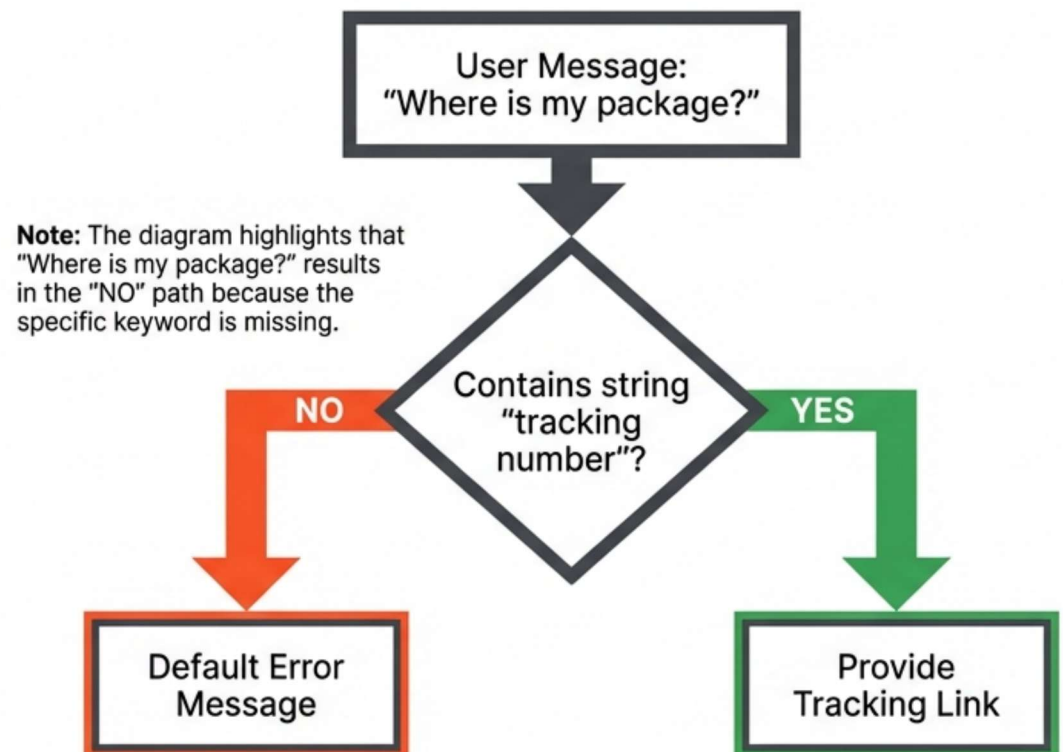 User Message:
“Where is my package?”
Note: The diagram highlights that
"Where is my package?" results
in the "NO" path because the
specific keyword is missing.
Contains string
“tracking
number"?
NO
YES
Default Error
Message
Provide
Tracking Link